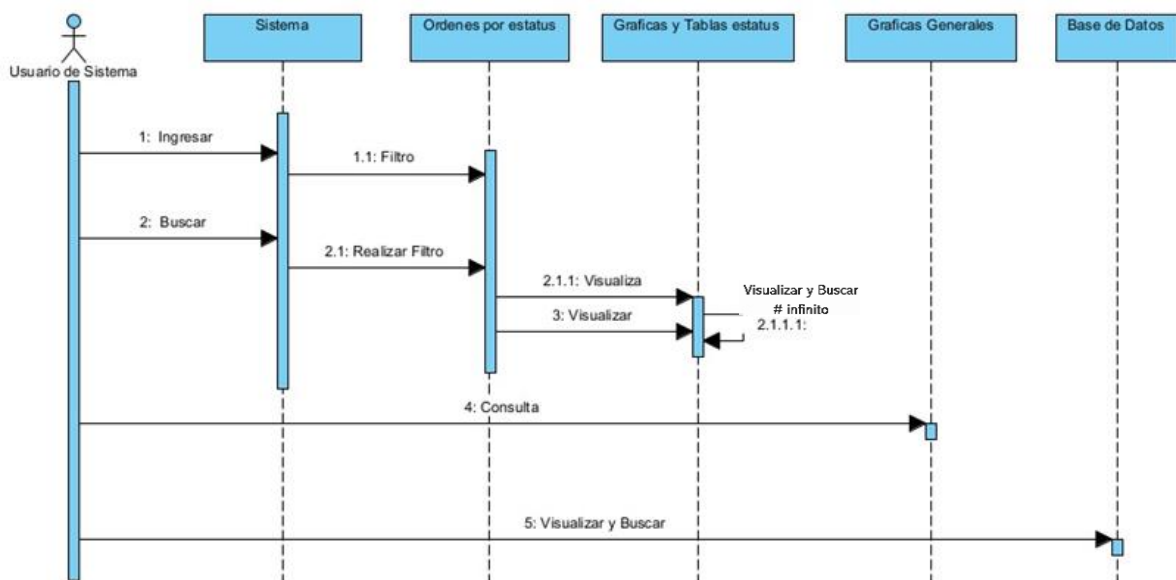 Sistema
Ordenes por estatus
Graficas y Tablas estatus
Graficas Generales
Base de Datos
Usuario de Sistema
1: Ingresar
1.1: Filtro
2: Buscar
2.1: Realizar Filtro
2.1.1: Visualiza
Visualizar y Buscar
# infinito
2.1.1.1:
3: Visualizar
4: Consulta
5: Visualizar y Buscar